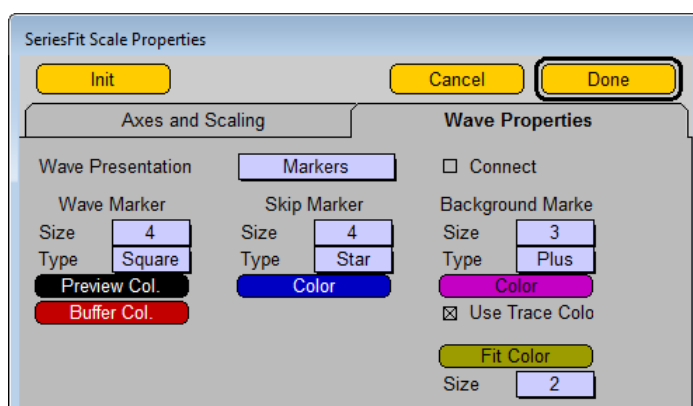 SeriesFit Scale Properties
Init Cancel Done
Axes and Scaling Wave Properties
Wave Presentation Markers Connect
Wave Marker Skip Marker Background Marke
Size 4 Size 4 Size 3
Type Square Type Star Type Plus
Preview Col. Color Color
Buffer Col. Use Trace Colo
Fit Color
Size 2